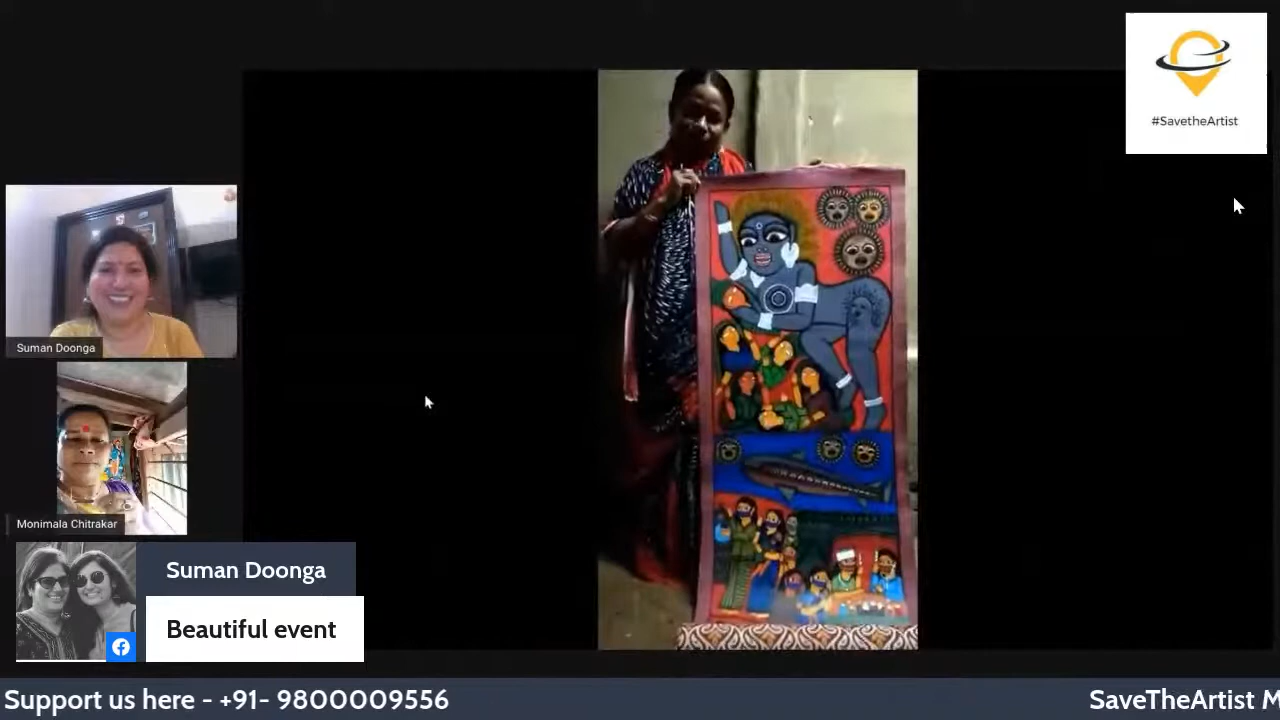 #SavetheArtist
Suman Doonga
Monimala Chitrakar
Suman Doonga
Beautiful event
Support us here - +91- 9800009556
SaveTheArtist M